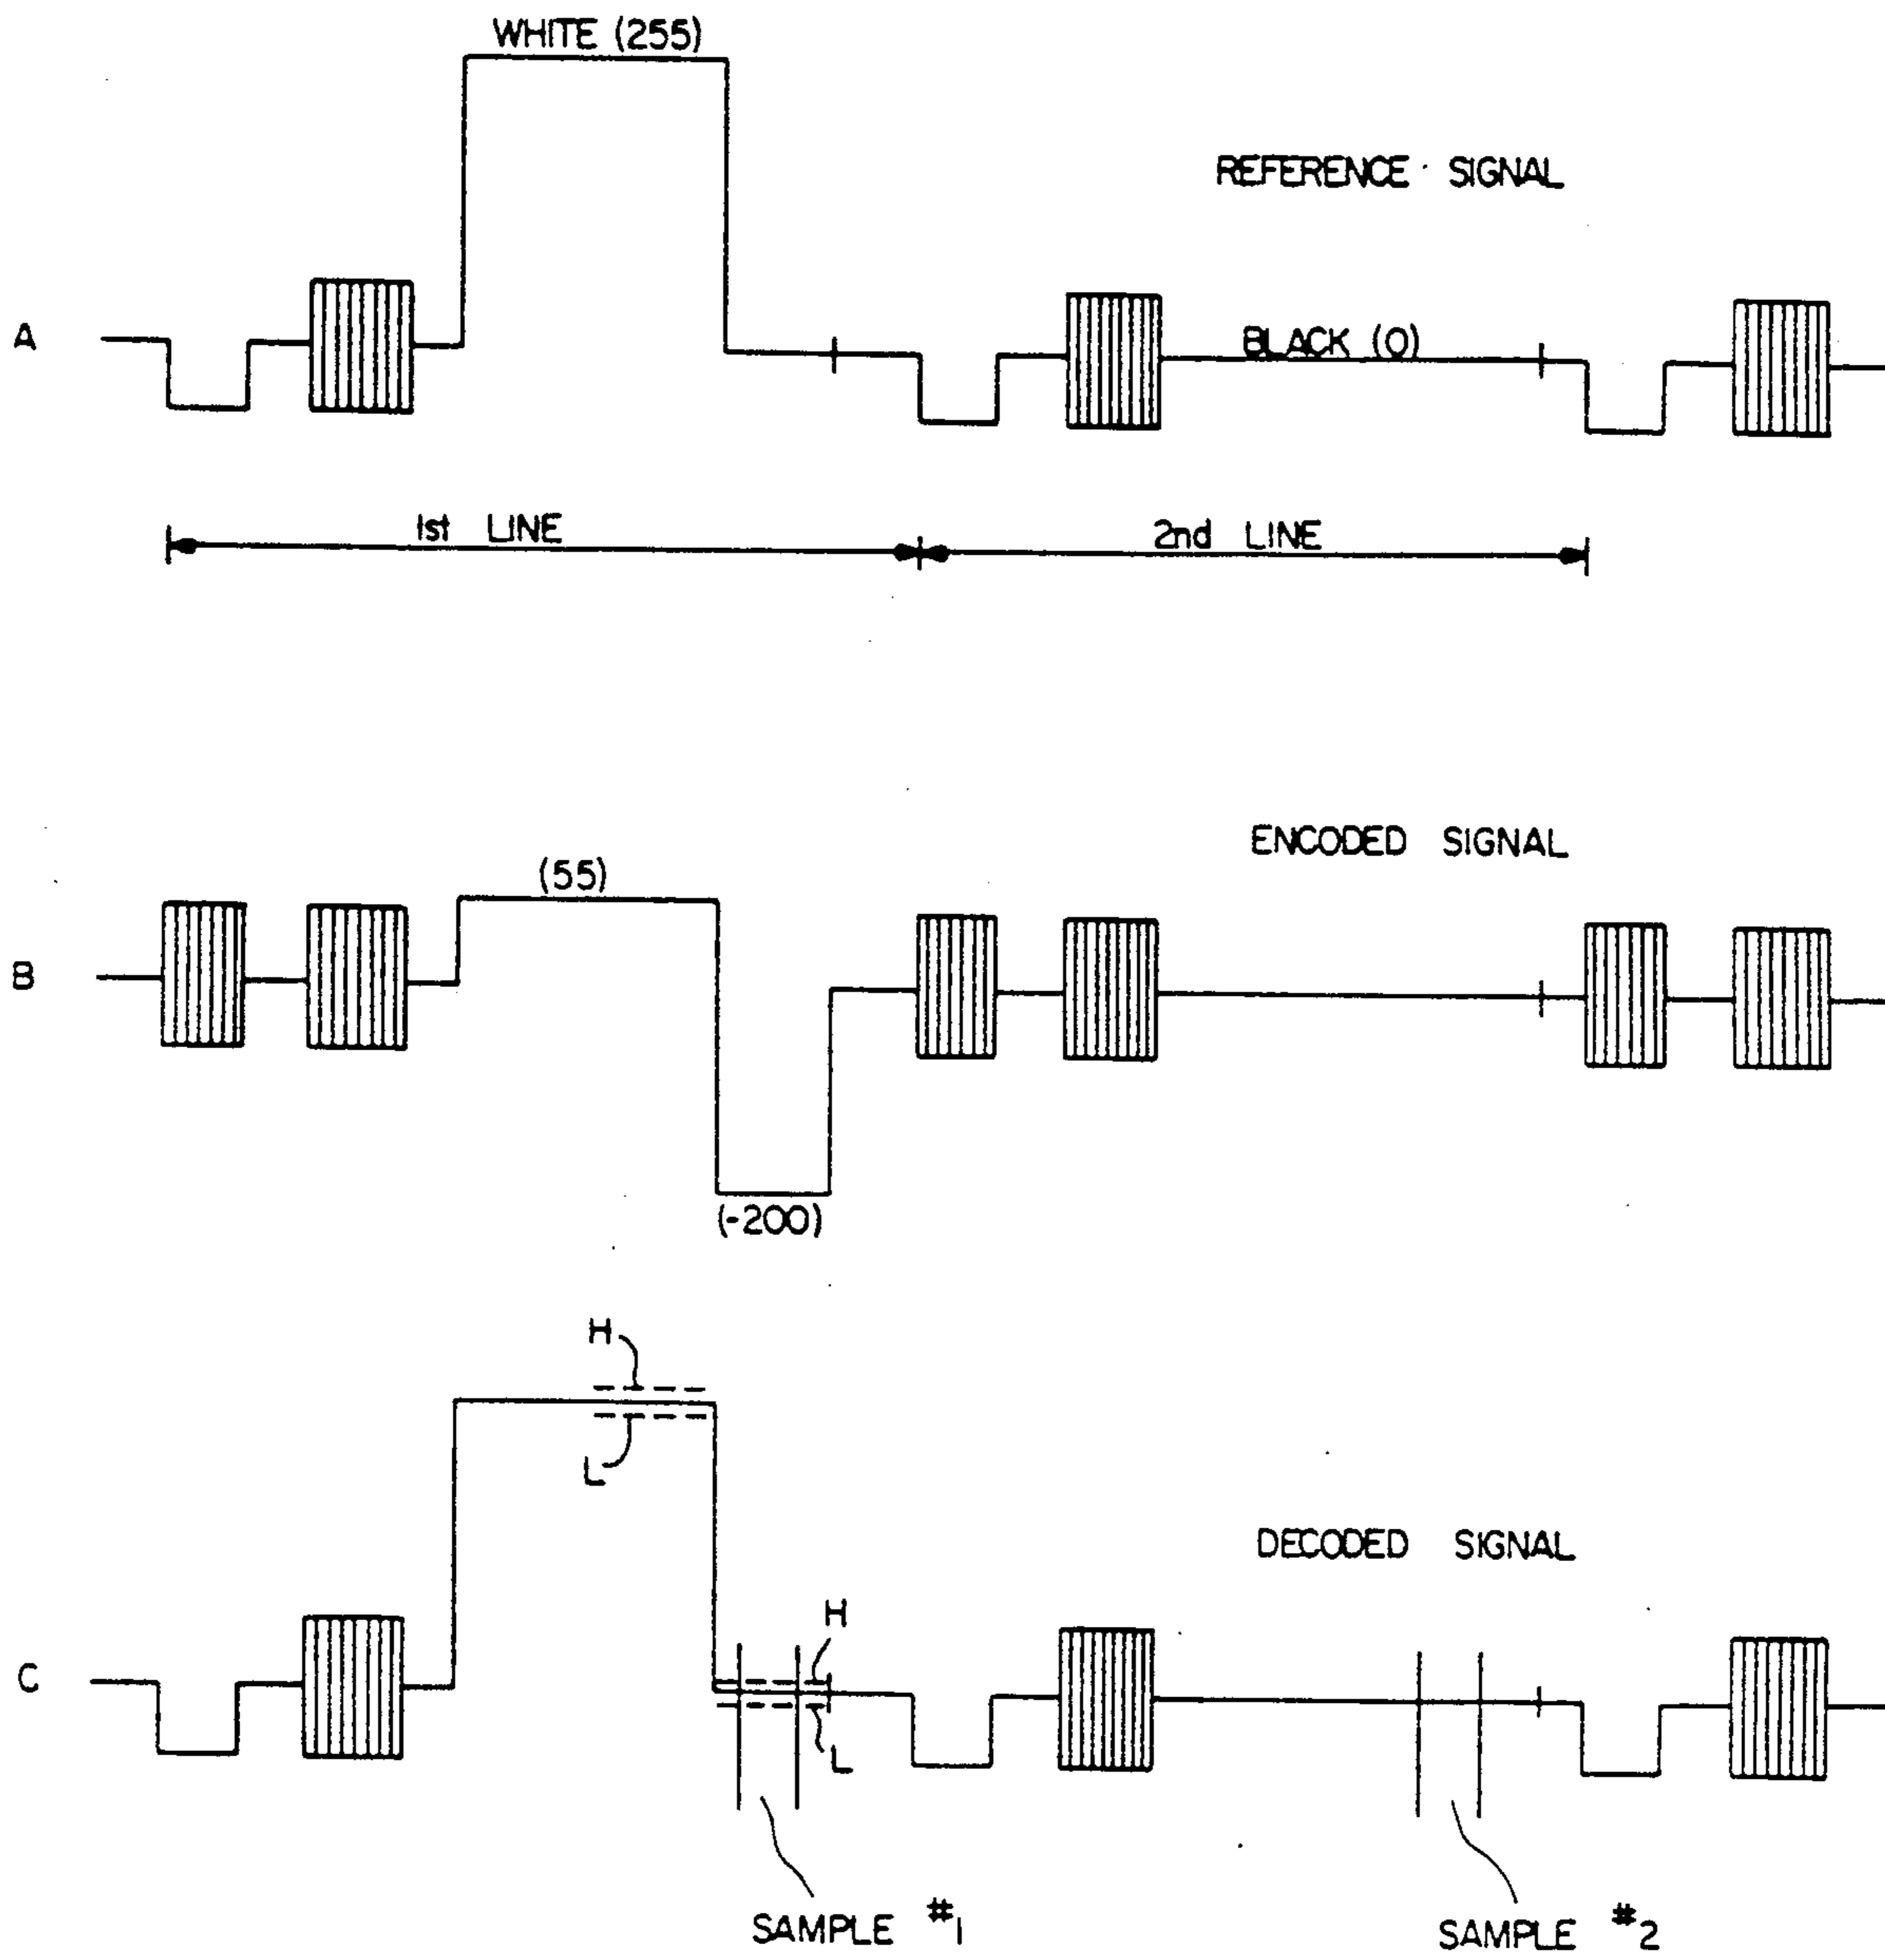 WHITE (255)
REFERENCE SIGNAL
A
BLACK (0)
1st LINE
2nd LINE
ENCODED SIGNAL
(55)
B
(-200)
H
L
DECODED SIGNAL
H
C
L
SAMPLE #1
SAMPLE #2